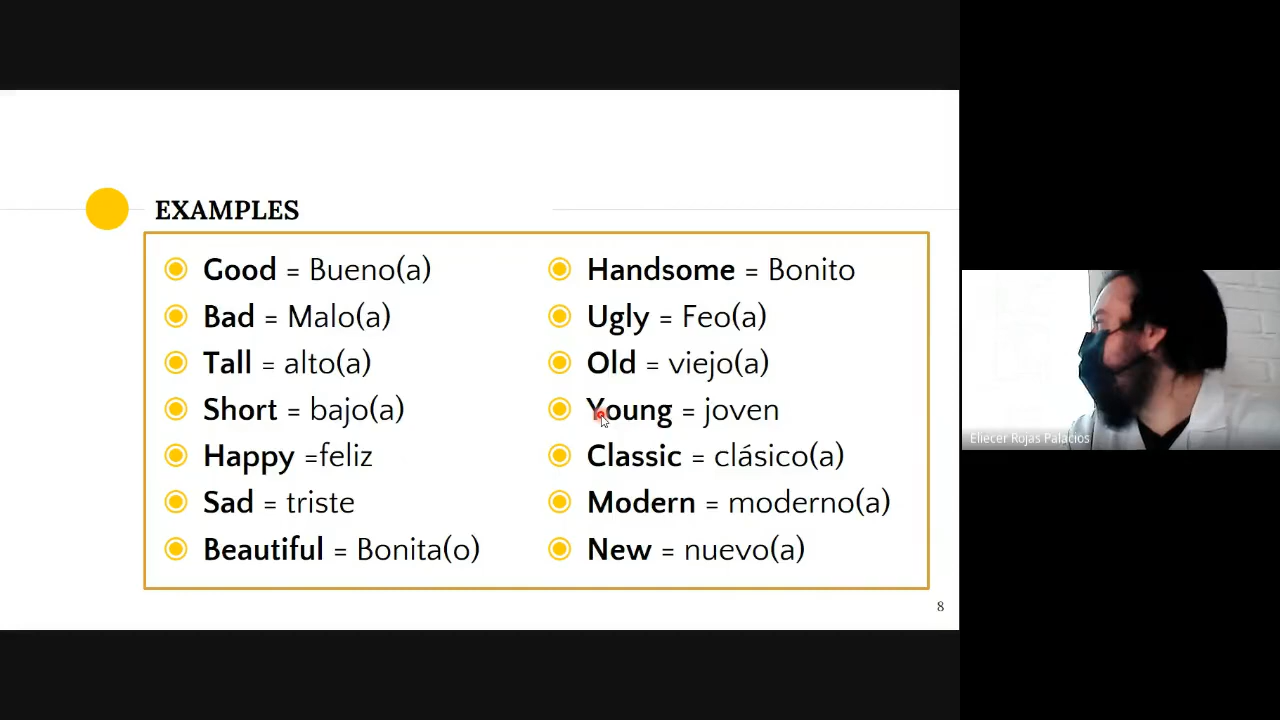 EXAMPLES
Good = Bueno(a)
Bad = Malo(a)
Tall = alto(a)
Short = bajo(a)
Happy =feliz
Sad = triste
Beautiful = Bonita(o)
Handsome = Bonito
Ugly = Feo(a)
Old = viejo(a)
Young = joven
Classic = clásico(a)
Modern = moderno(a)
New = nuevo(a)
8
Eliecer Rojas Palacios